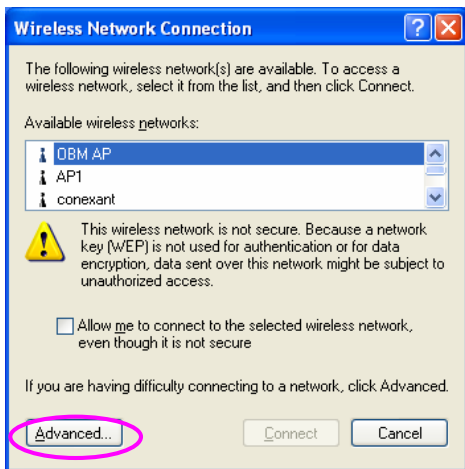 Wireless Network Connection
The following wireless network(s) are available. To access a
wireless network, select it from the list, and then click Connect.
Available wireless networks:
OBM AP
AP1
conexant
This wireless network is not secure. Because a network
key (WEP) is not used for authentication or for data
encryption, data sent over this network might be subject to
unauthorized access.
Allow me to connect to the selected wireless network,
even though it is not secure
If you are having difficulty connecting to a network, click Advanced.
Advanced... Connect Cancel